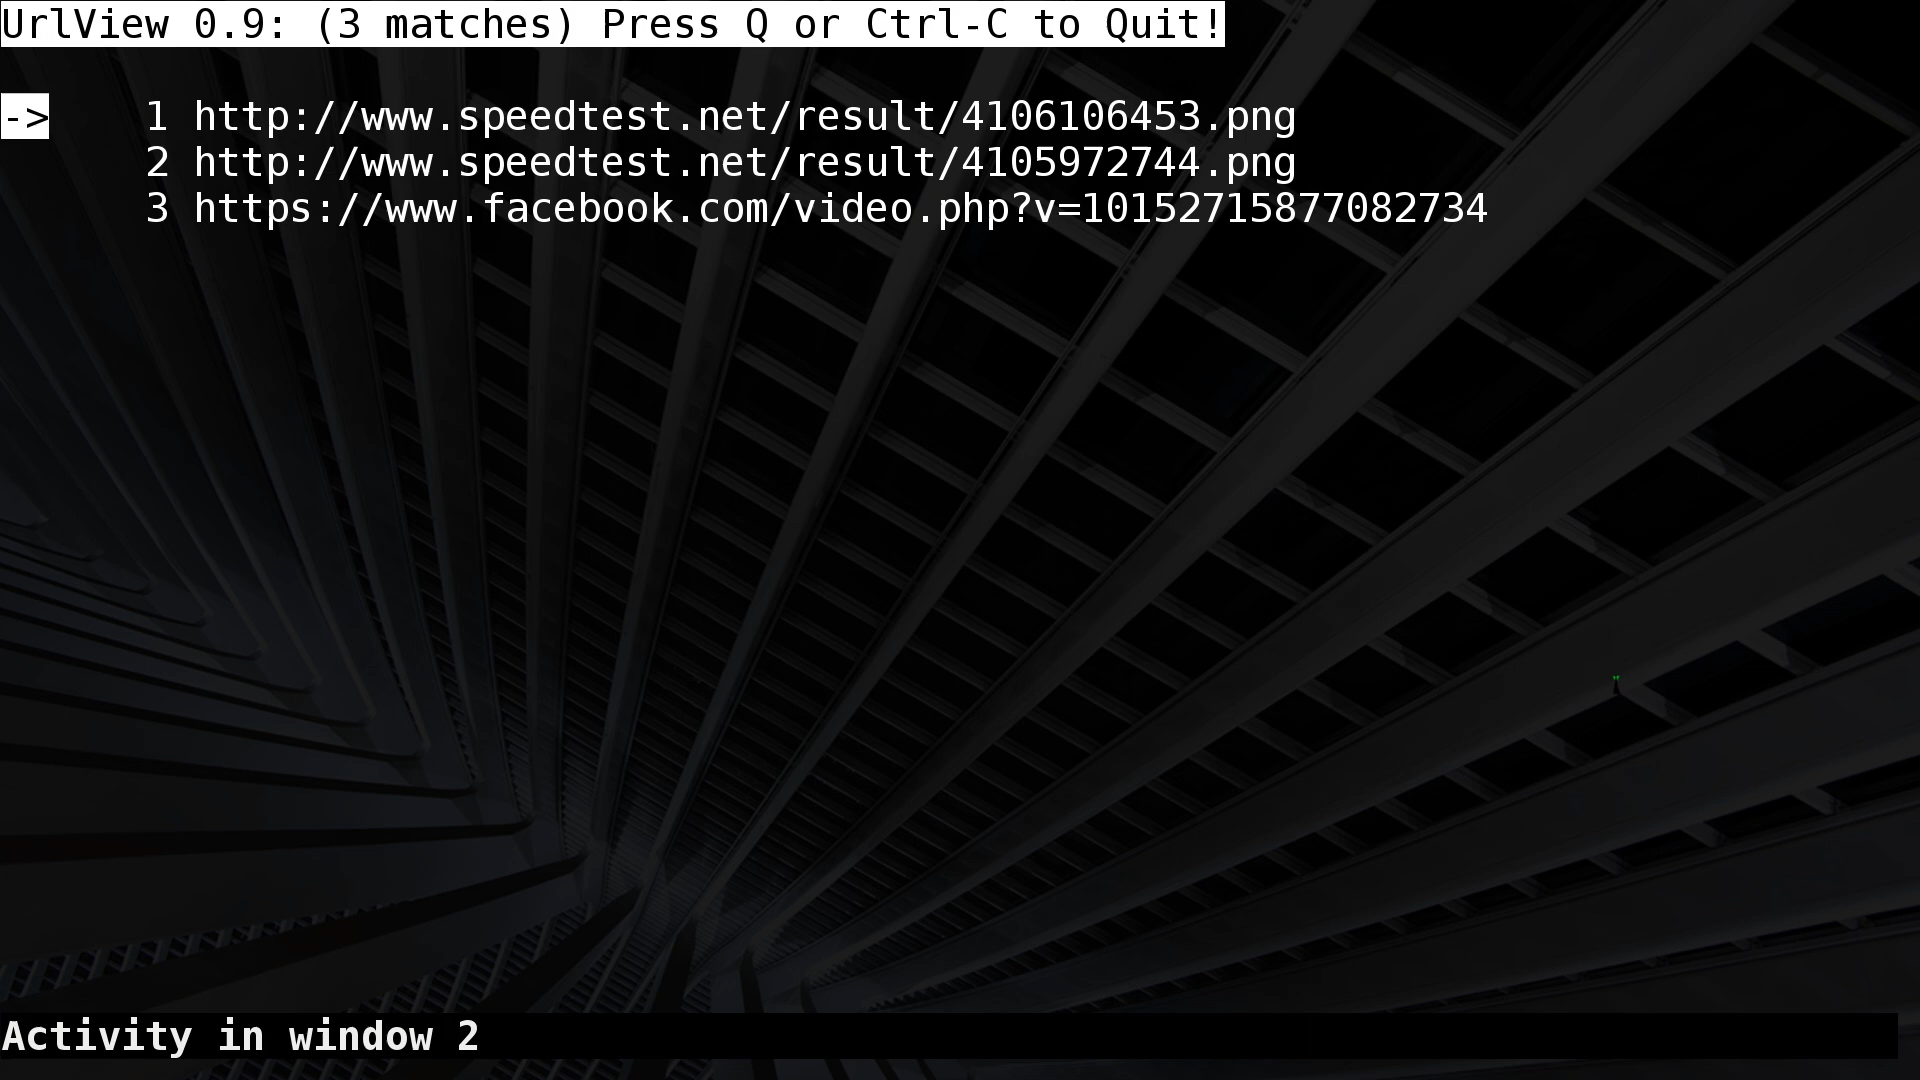 UrlView 0.9: (3 matches) Press Q or Ctrl-C to Quit!
-> 1 http://www.speedtest.net/result/4106106453.png
2 http://www.speedtest.net/result/4105972744.png
3 https://www.facebook.com/video.php?v=10152715877082734
Activity in window 2